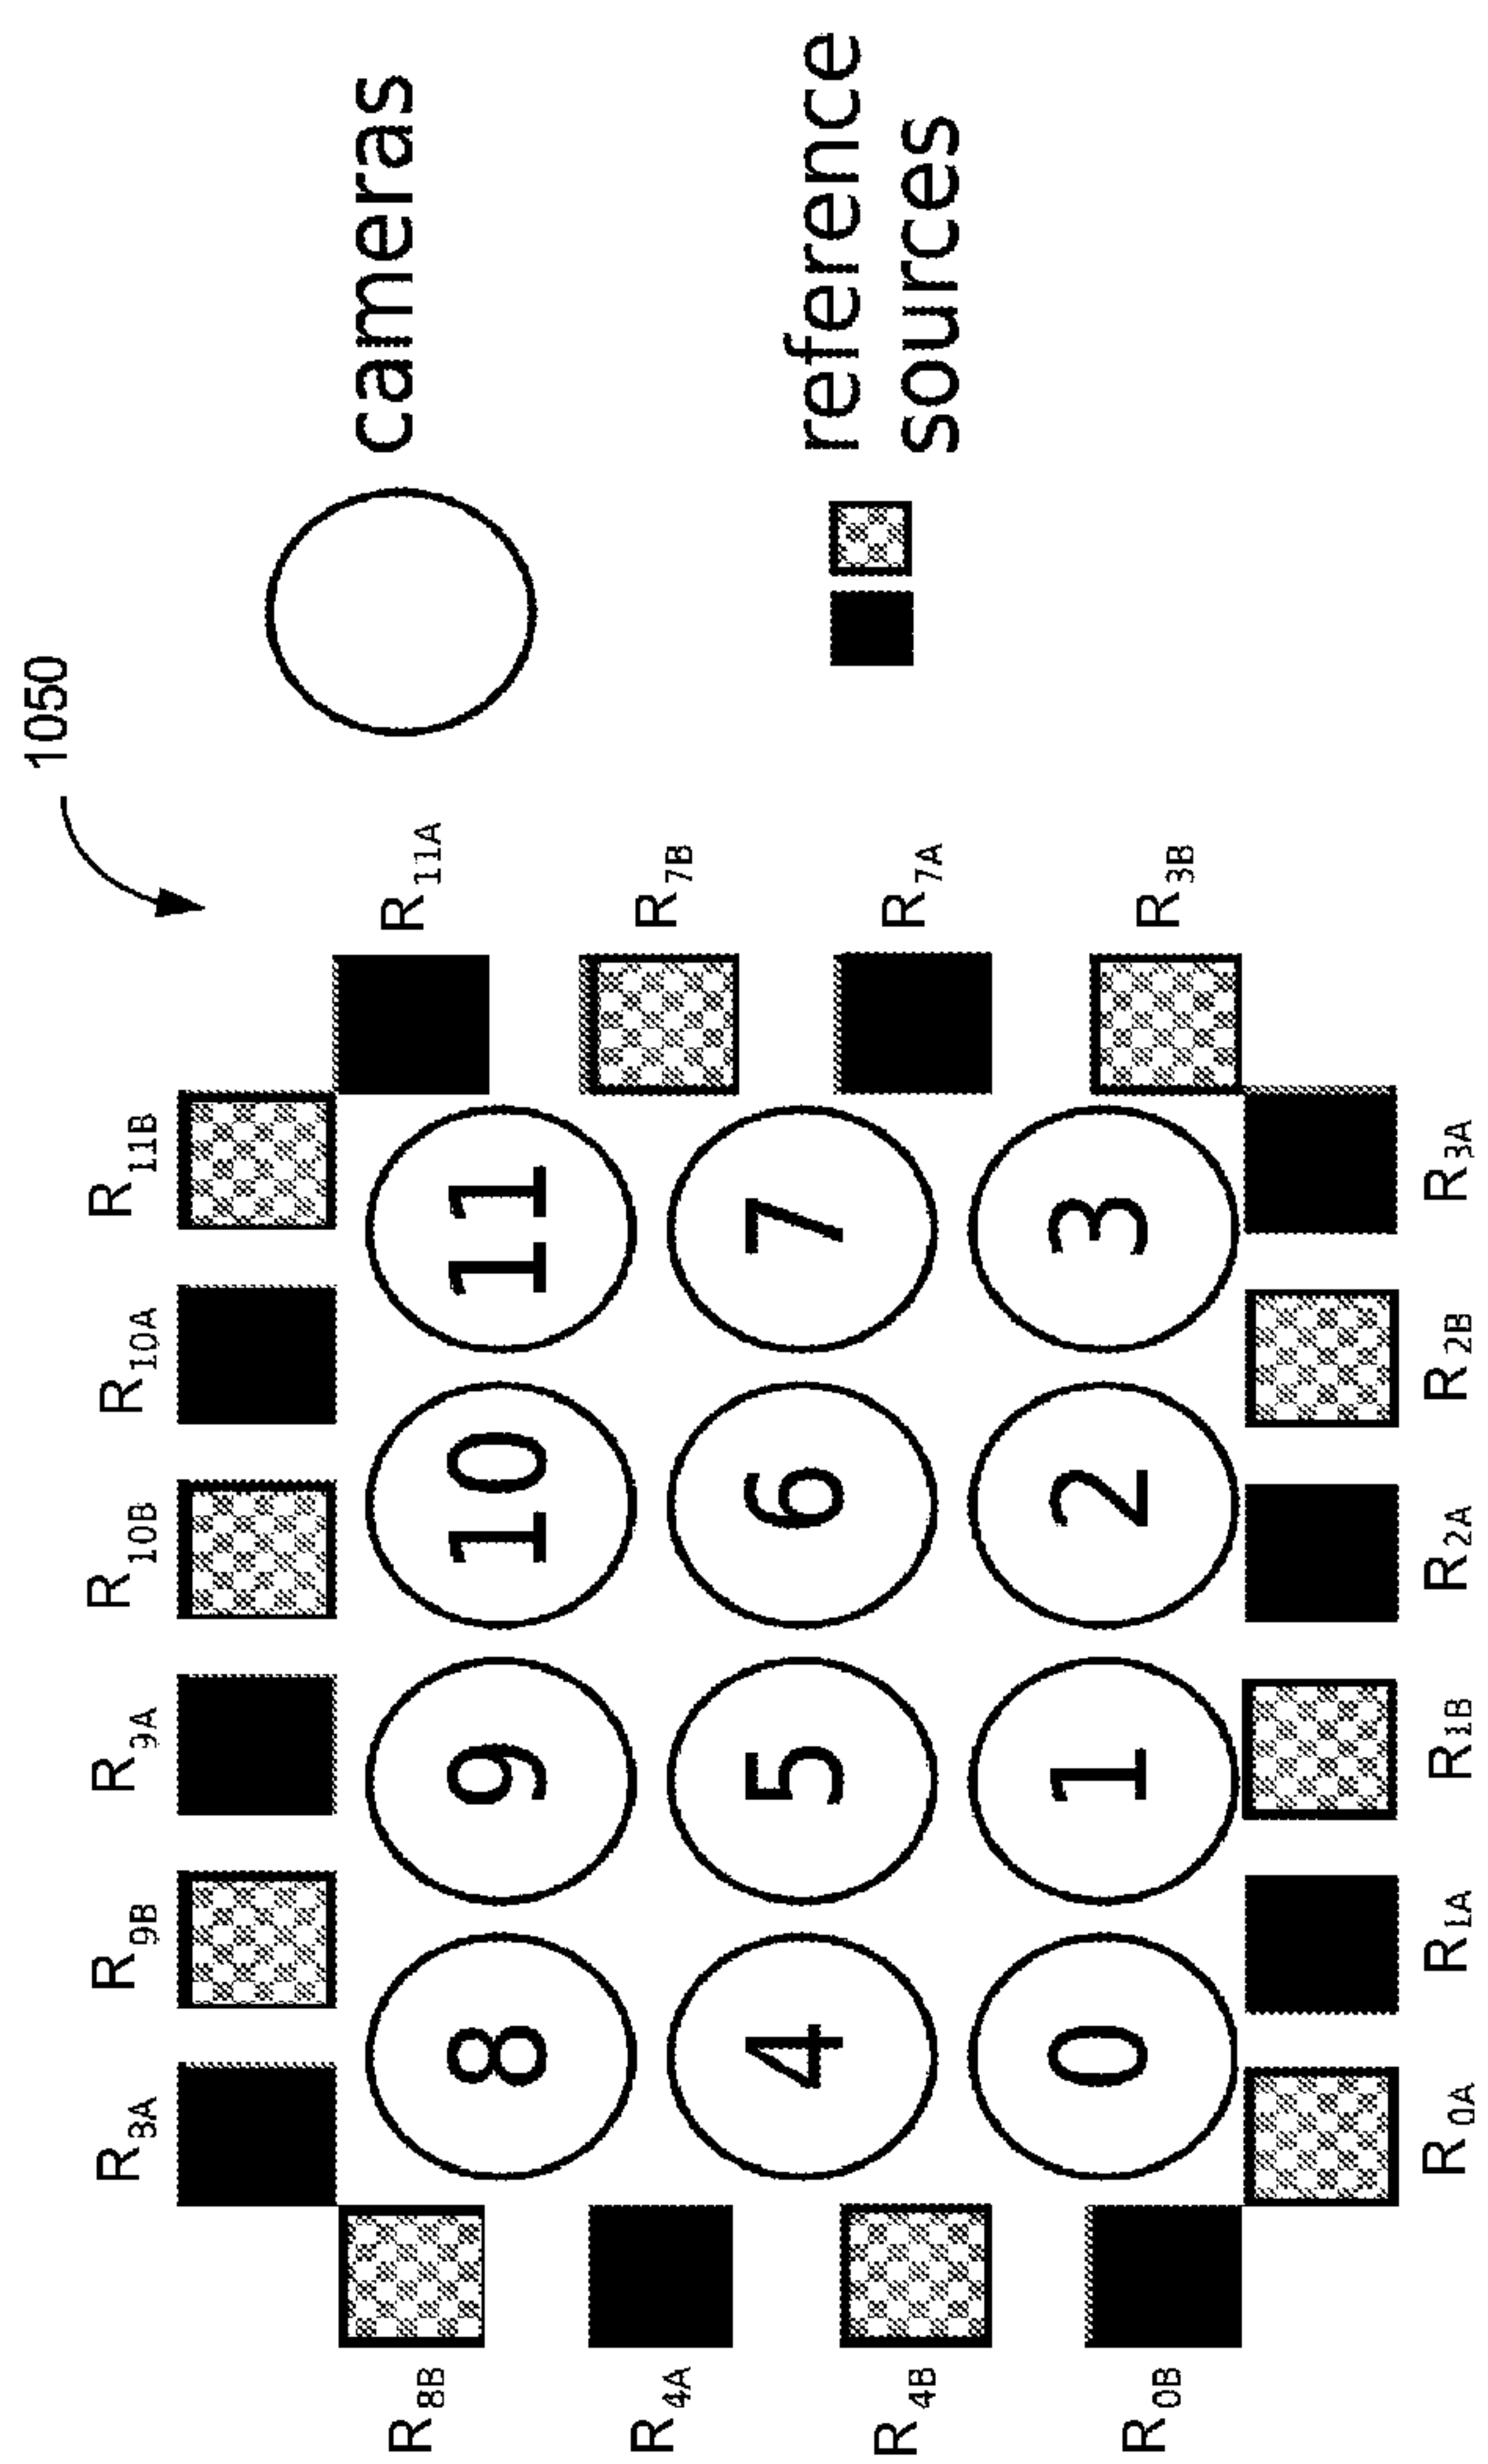 1050
R8A
R9B
R9A
R10B
R10A
R11B
R8B
R11A
cameras
8
9
10
11
R4A
R7B
4
5
6
7
reference
sources
R4B
R7A
0
1
2
3
R0B
R3B
R0A
R1A
R1B
R2A
R2B
R3A